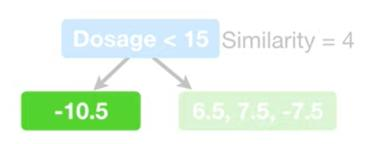 Dosage < 15 Similarity = 4
-10.5 6.5, 7.5, -7.5